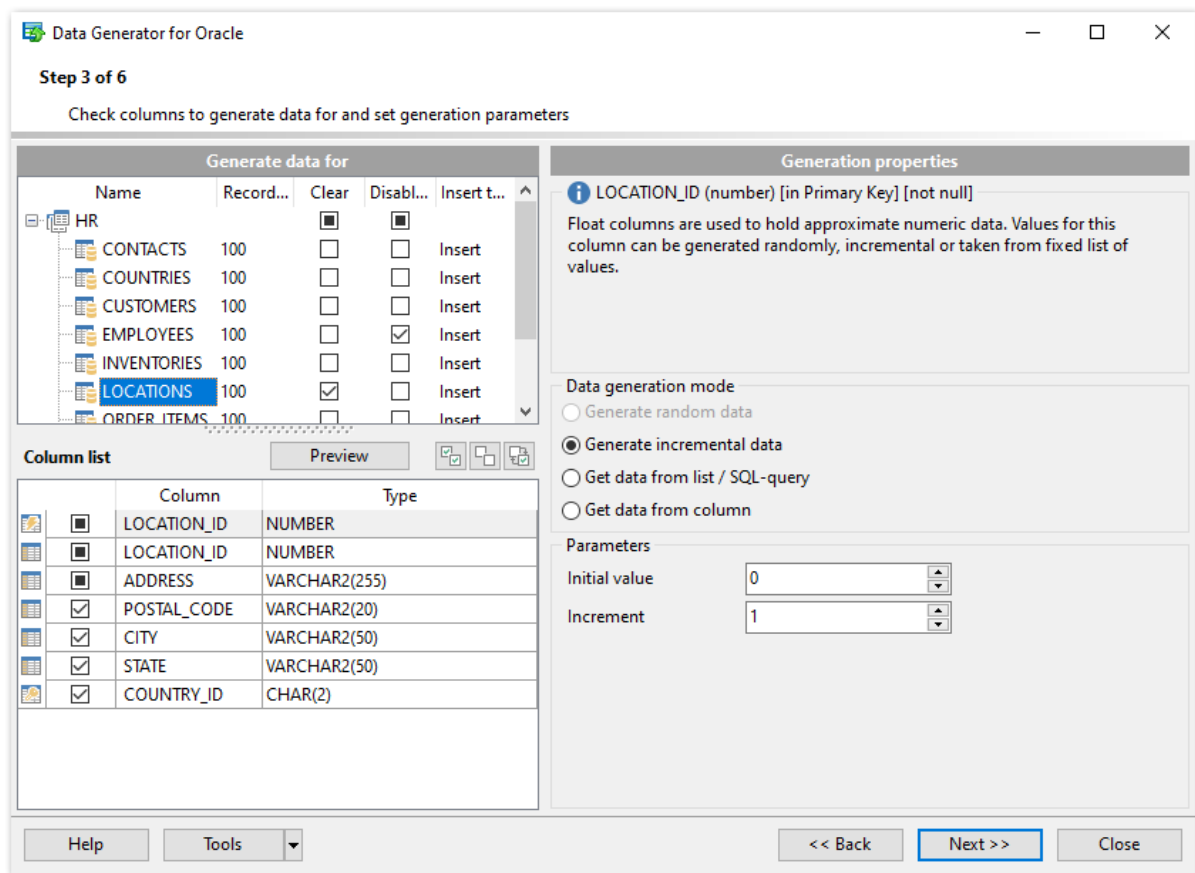 Data Generator for Oracle
Step 3 of 6
Check columns to generate data for and set generation parameters
Generate data for
Name Record... Clear Disabl... Insert t...
HR
CONTACTS 100 Insert
COUNTRIES 100 Insert
CUSTOMERS 100 Insert
EMPLOYEES 100 Insert
INVENTORIES 100 Insert
LOCATIONS 100 Insert
ORDER ITEMS 100 Insert
Column list Preview
Column Type
LOCATION_ID NUMBER
LOCATION_ID NUMBER
ADDRESS VARCHAR2(255)
POSTAL_CODE VARCHAR2(20)
CITY VARCHAR2(50)
STATE VARCHAR2(50)
COUNTRY_ID CHAR(2)
Generation properties
LOCATION_ID (number) [in Primary Key] [not null]
Float columns are used to hold approximate numeric data. Values for this
column can be generated randomly, incremental or taken from fixed list of
values.
Data generation mode
Generate random data
Generate incremental data
Get data from list / SQL-query
Get data from column
Parameters
Initial value 0
Increment 1
Help Tools << Back Next >> Close